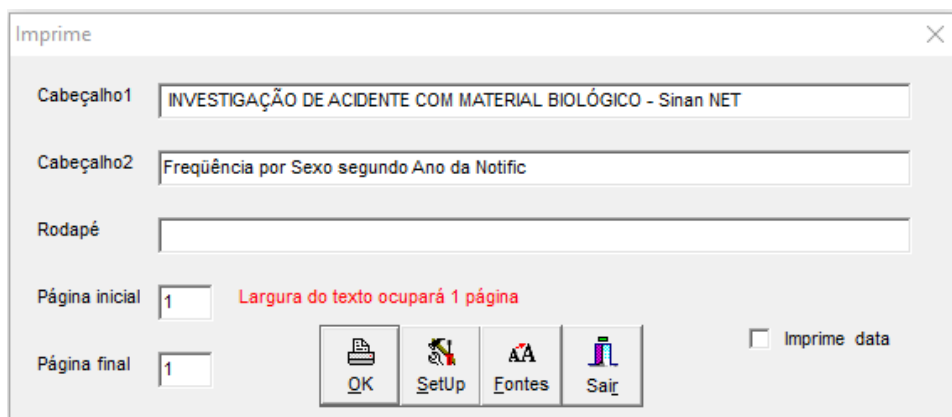 Imprime
Cabeçalho1 INVESTIGAÇÃO DE ACIDENTE COM MATERIAL BIOLÓGICO - Sinan NET
Cabeçalho2 Freqüência por Sexo segundo Ano da Notific
Rodapé
Página inicial 1 Largura do texto ocupará 1 página
Imprime data
Página final 1
OK SetUp Fontes Sair